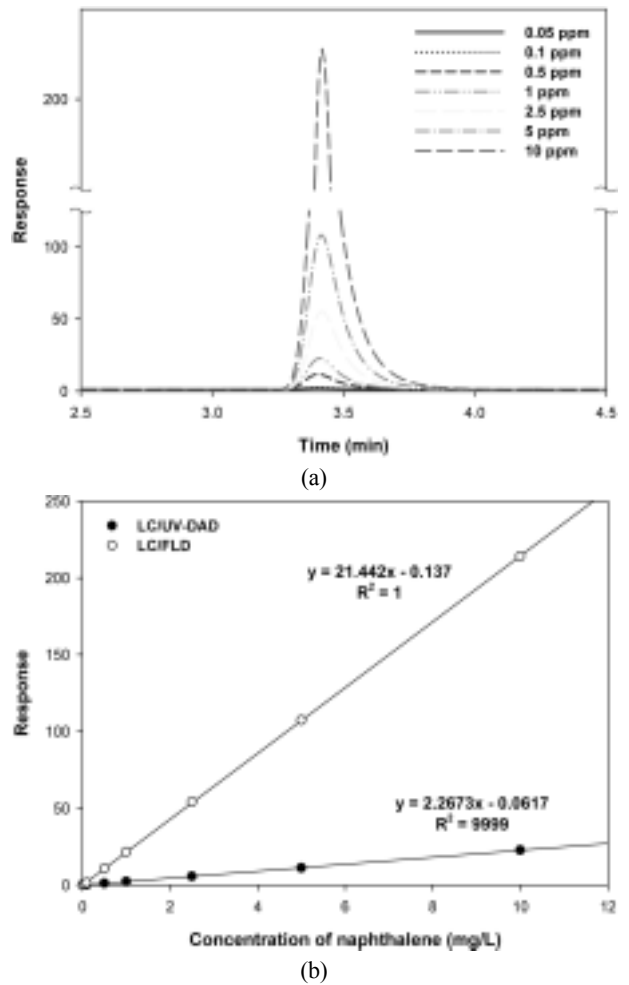 Response
200
100
50
0
0.05 ppm
0.1 ppm
0.5 ppm
1 ppm
2.5 ppm
5 ppm
10 ppm
2.5 3.0 3.5 4.0 4.5
Time (min)
(a)
Response
250
200
150
100
50
0
LC/UV-DAD
LC/FLD
y = 21.442x - 0.137
R² = 1
y = 2.2673x - 0.0617
R² = 9999
0 2 4 6 8 10 12
Concentration of naphthalene (mg/L)
(b)